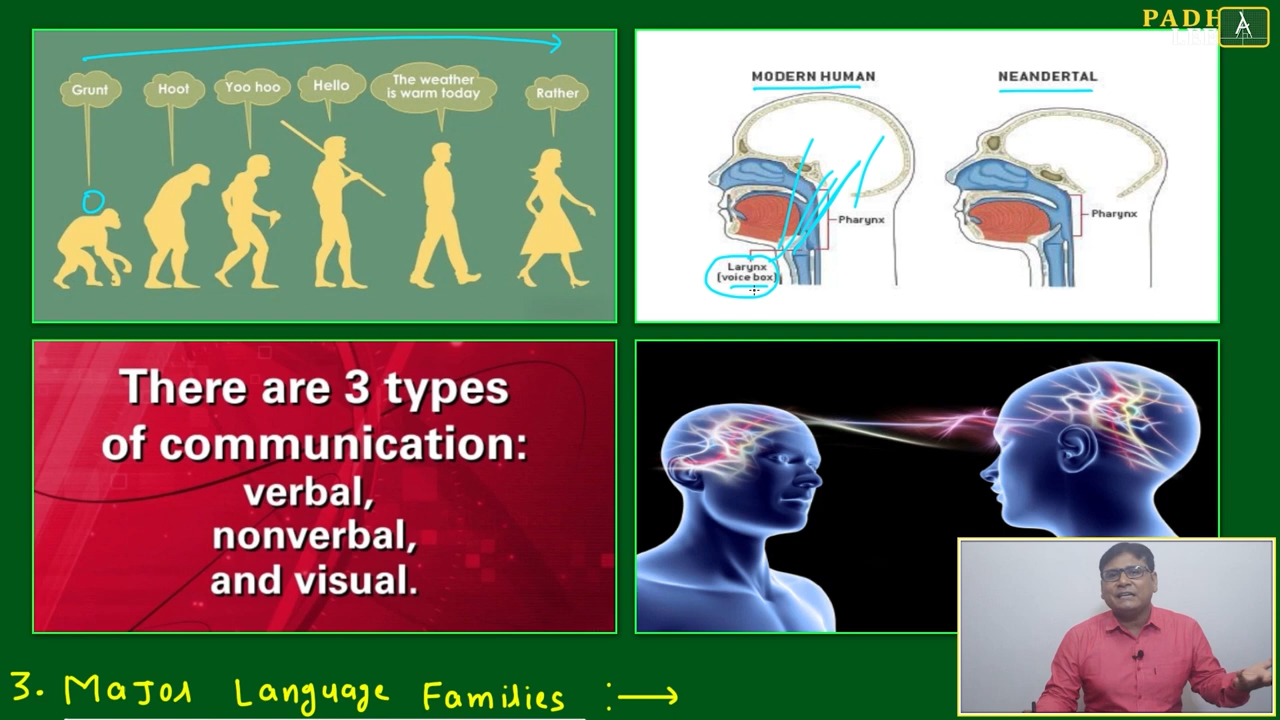 PADH
Grunt
Hoot
Yoo hoo
Hello
The weather
is warm today
Rather
MODERN HUMAN
NEANDERTAL
Pharynx
Pharynx
Larynx
(voice box)
There are 3 types
of communication:
verbal,
nonverbal,
and visual.
3. Major Language Families :→